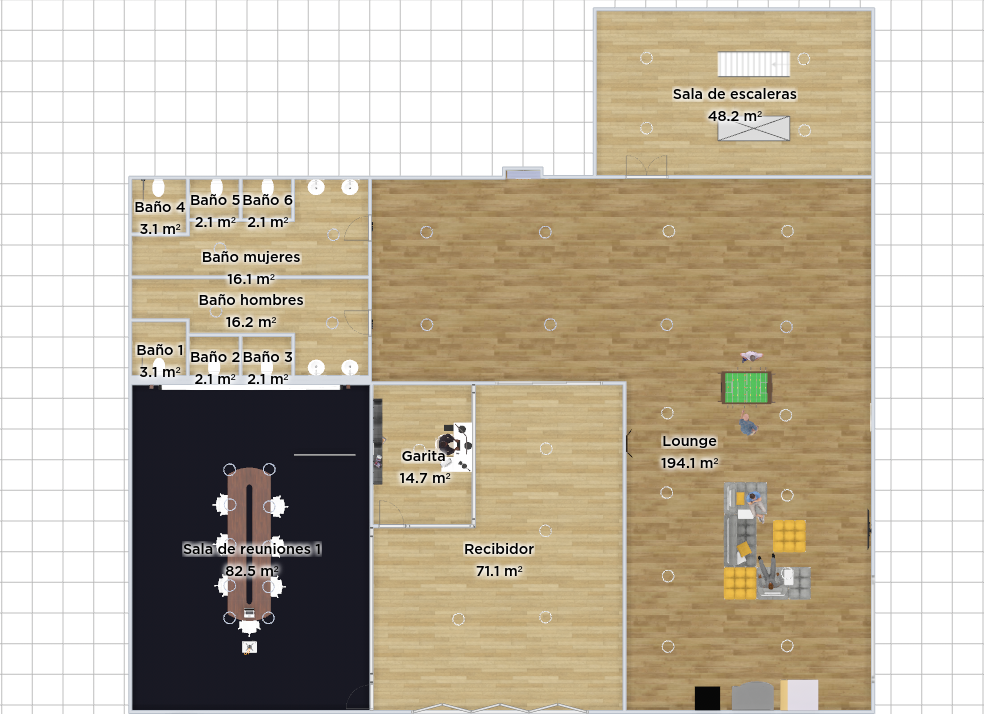 Sala de escaleras
48.2 m²
Baño 4
3.1 m²
Baño 5
2.1 m²
Baño 6
2.1 m²
Baño mujeres
16.1 m²
Baño hombres
16.2 m²
Baño 1
3.1 m²
Baño 2
2.1 m²
Baño 3
2.1 m²
Garita
14.7 m²
Lounge
194.1 m²
Sala de reuniones 1
82.5 m²
Recibidor
71.1 m²